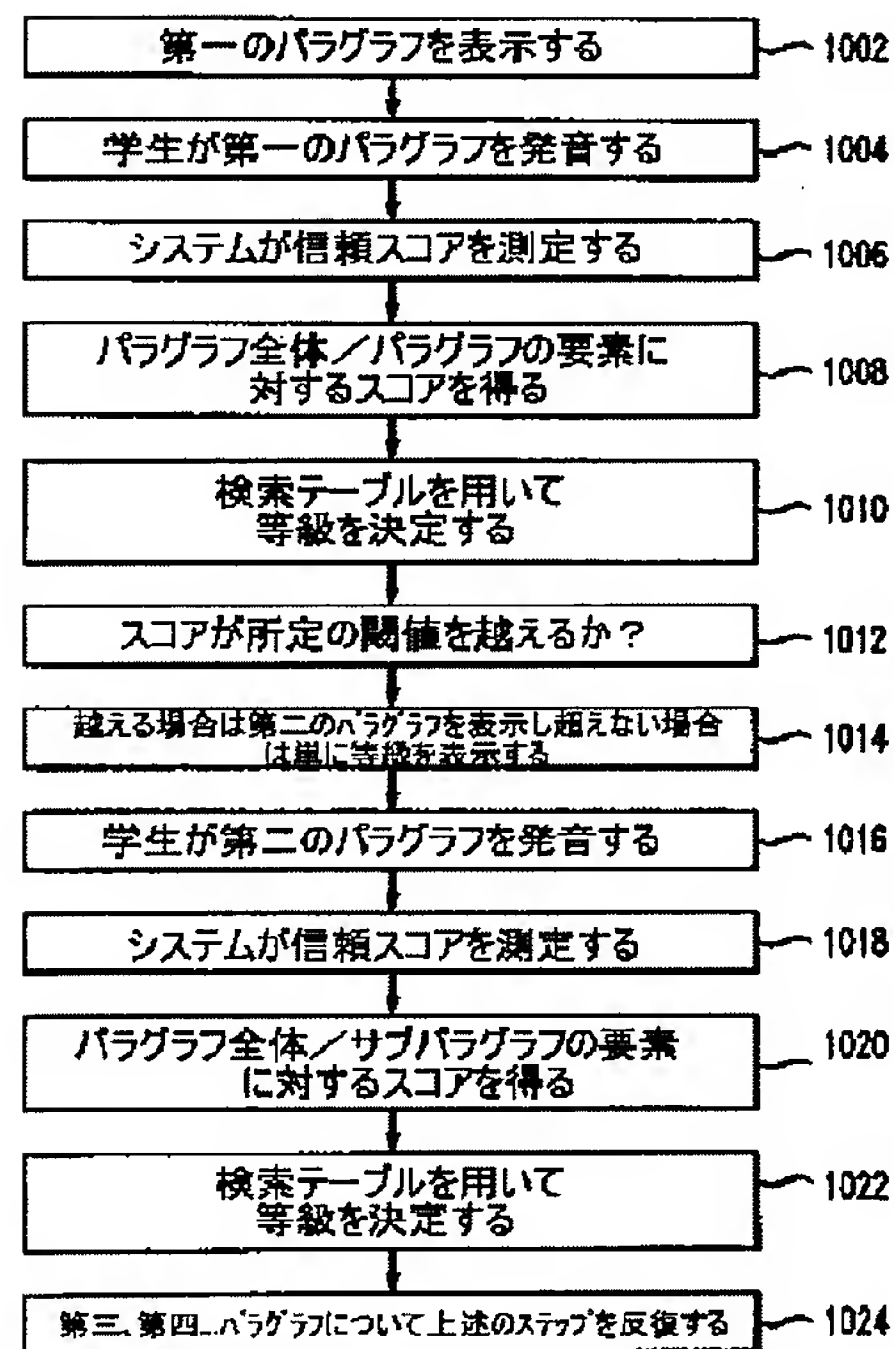 第一のパラグラフを表示する
1002
学生が第一のパラグラフを発音する
1004
システムが信頼スコアを測定する
1006
パラグラフ全体／パラグラフの要素に
対するスコアを得る
1008
検索テーブルを用いて
等級を決定する
1010
スコアが所定の閾値を越えるか？
1012
越える場合は第二のパラグラフを表示し超えない場合
は単に等級を表示する
1014
学生が第二のパラグラフを発音する
1016
システムが信頼スコアを測定する
1018
パラグラフ全体／サブパラグラフの要素
に対するスコアを得る
1020
検索テーブルを用いて
等級を決定する
1022
第三、第四...パラグラフについて上述のステップを反復する
1024